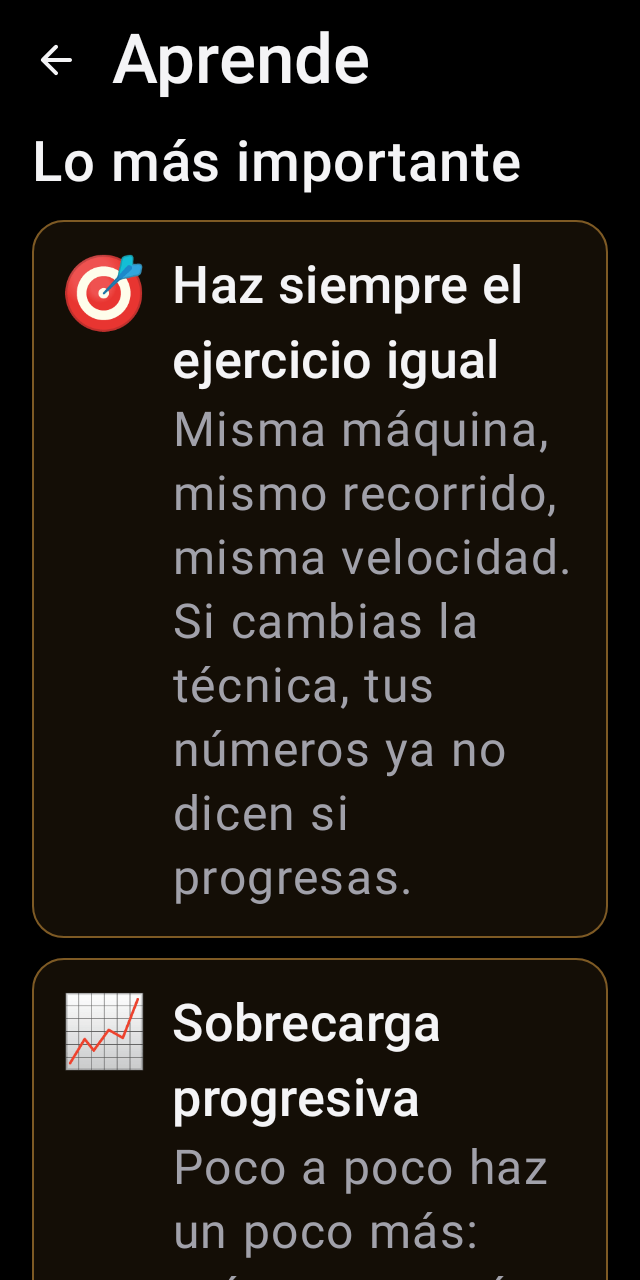 Aprende
Lo más importante
Haz siempre el
ejercicio igual
Misma máquina,
mismo recorrido,
misma velocidad.
Si cambias la
técnica, tus
números ya no
dicen si
progresas.
Sobrecarga
progresiva
Poco a poco haz
un poco más: